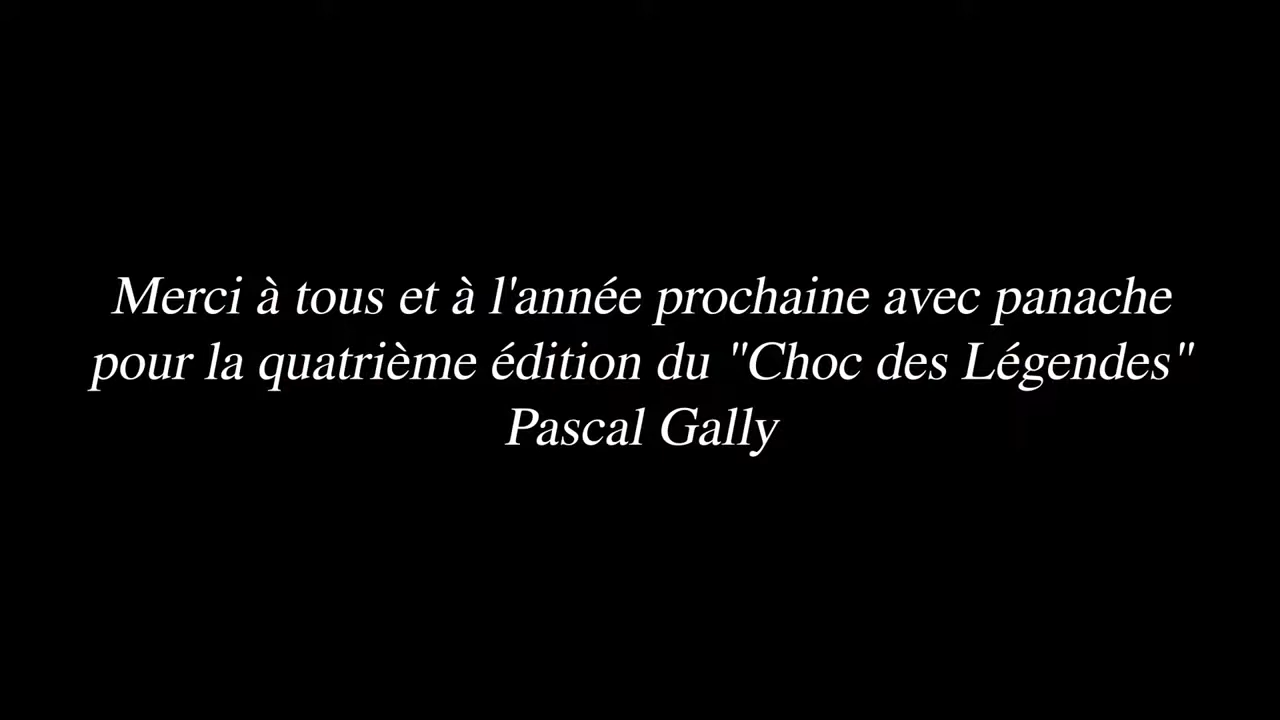 Merci à tous et à l'année prochaine avec panache
pour la quatrième édition du "Choc des Légendes"
Pascal Gally